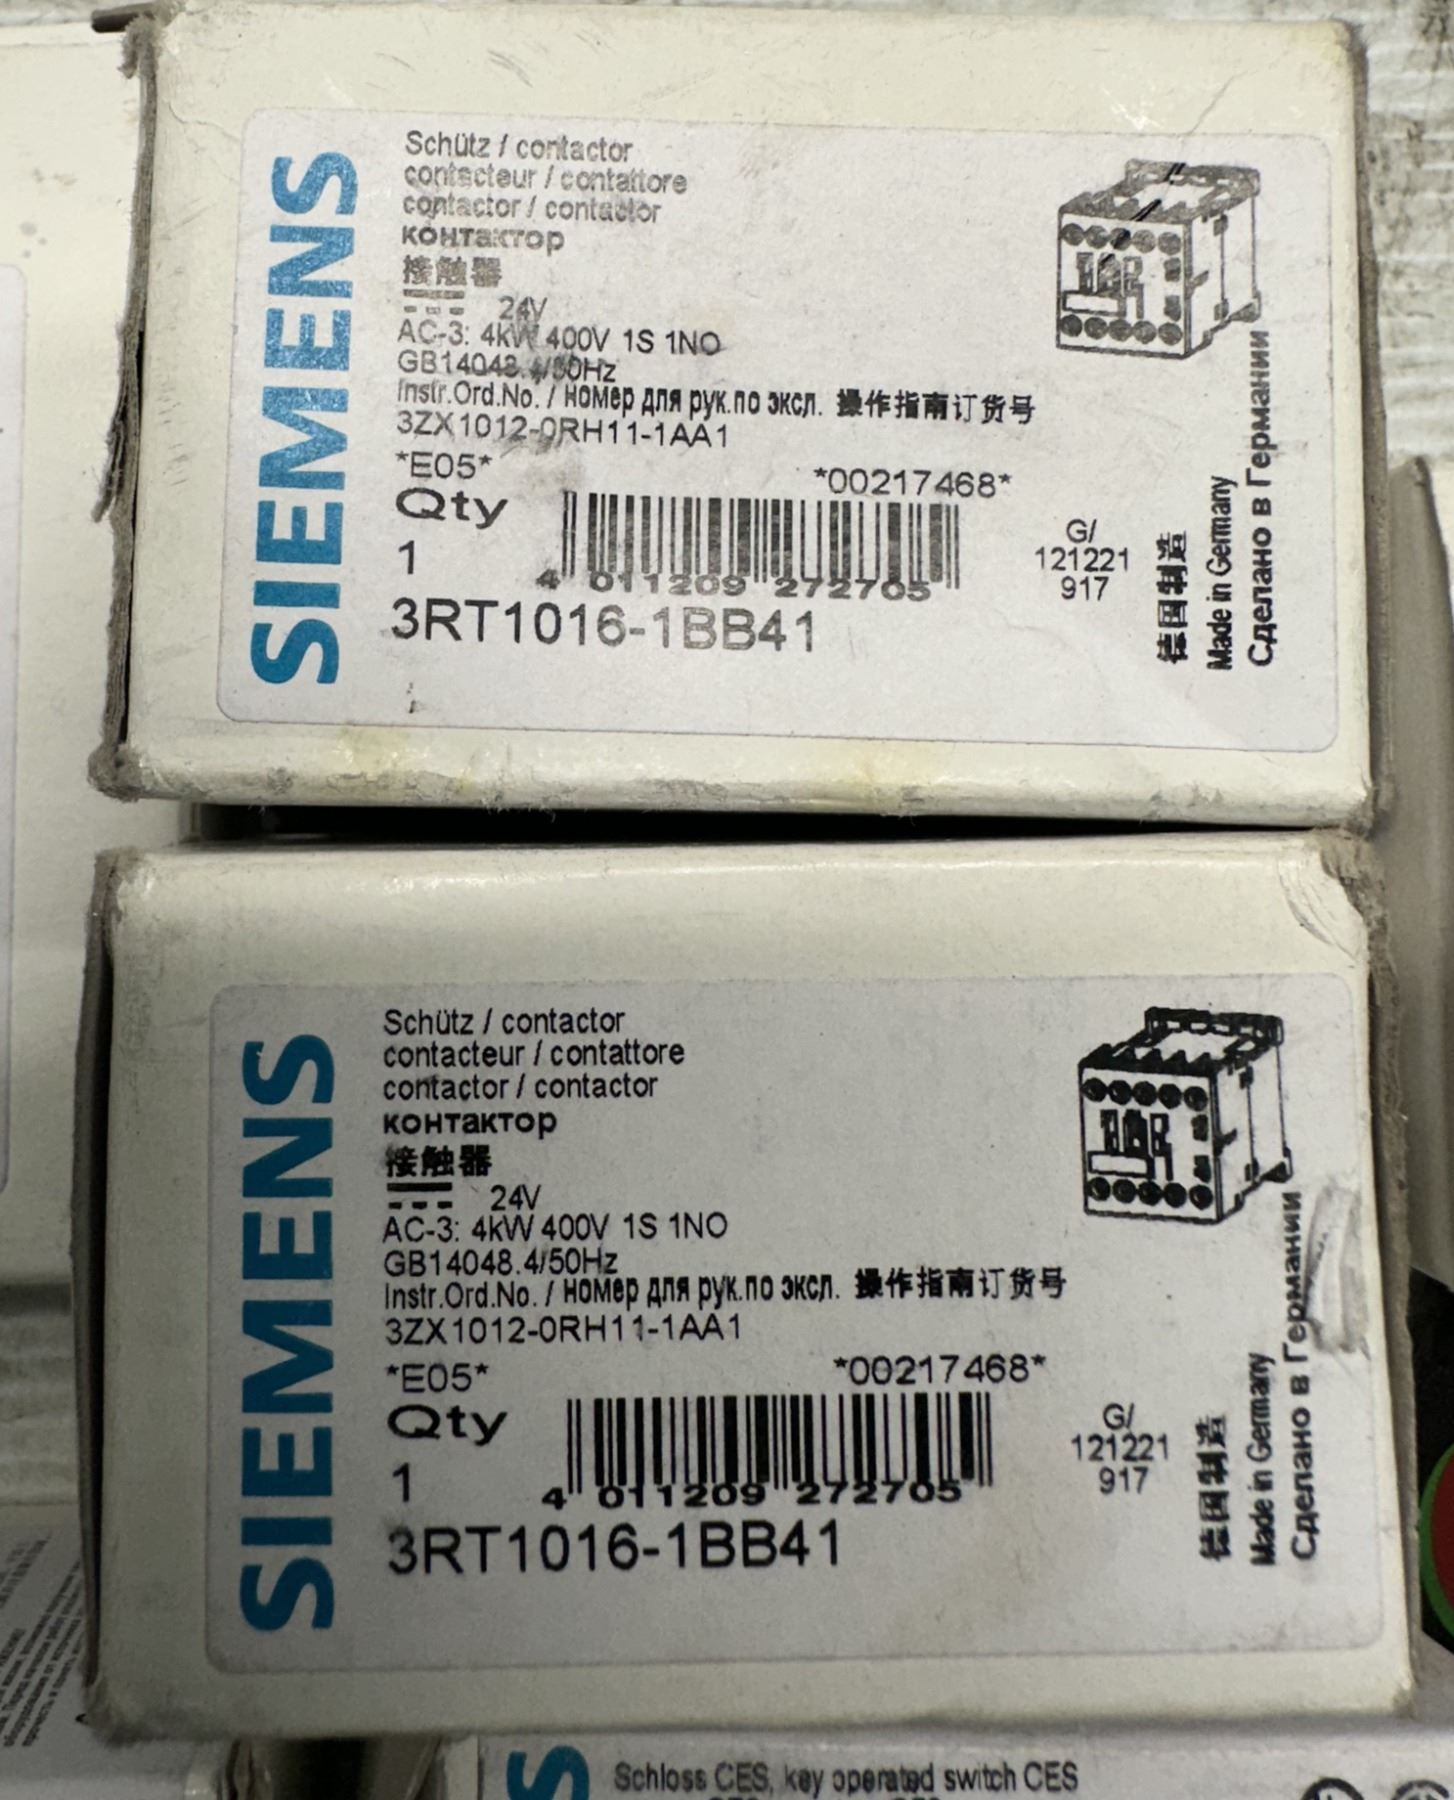 SIEMENS
Schütz / contactor
contacteur / contattore
contactor / contactor
контактор
接触器
24V
AC-3: 4kW 400V 1S 1NO
GB14048.4/50Hz
Instr.Ord.No. / номер для рук.по эксл. 操作指南订货号
3ZX1012-0RH11-1AA1
*E05* *00217468*
Qty
1
4 011209 272705
3RT1016-1BB41
G/
121221
917
德国制造
Made in Germany
Сделано в Германии
SIEMENS
Schütz / contactor
contacteur / contattore
contactor / contactor
контактор
接触器
24V
AC-3: 4kW 400V 1S 1NO
GB14048.4/50Hz
Instr.Ord.No. / номер для рук.по эксл. 操作指南订货号
3ZX1012-0RH11-1AA1
*E05* *00217468*
Qty
1
4 011209 272705
3RT1016-1BB41
G/
121221
917
德国制造
Made in Germany
Сделано в Германии
Schloss CES, key operated switch CES